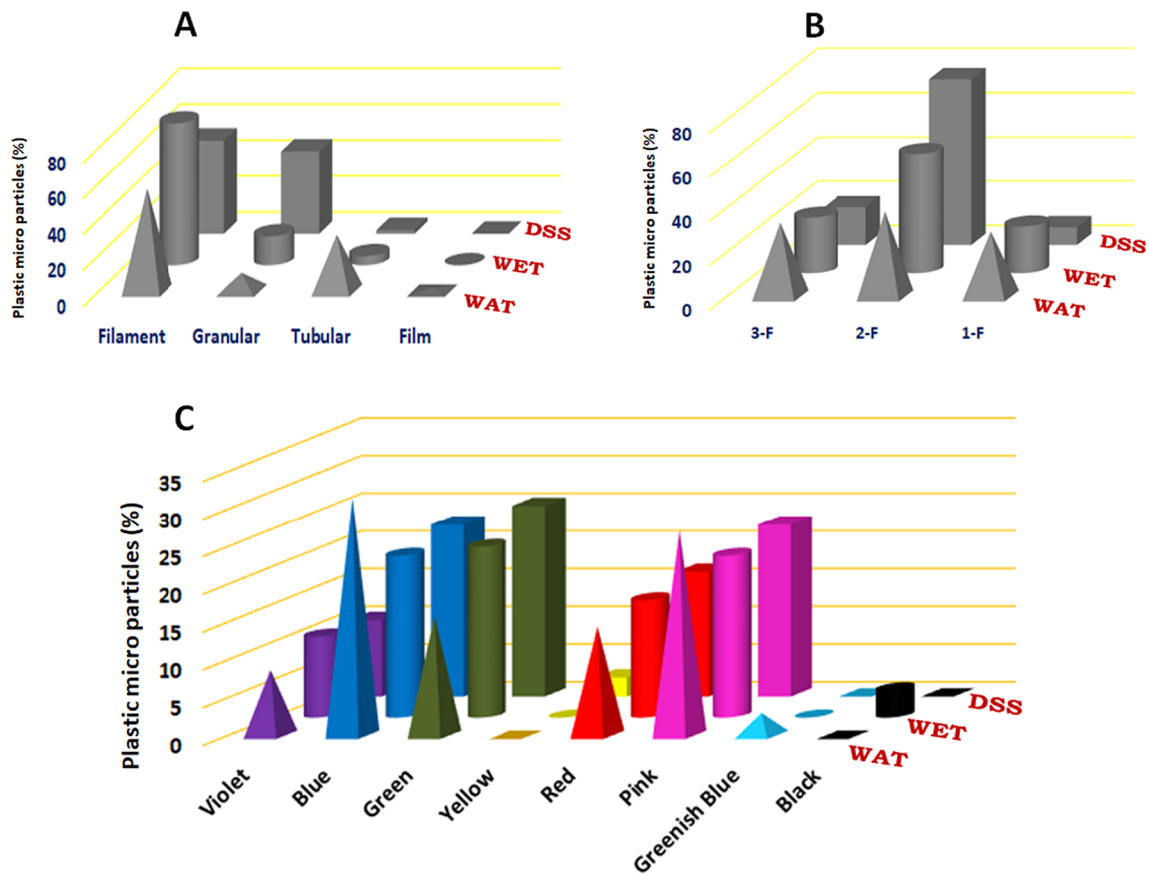 A
Plastic micro particles (%)
80
60
40
20
0
Filament Granular Tubular Film
DSS
WET
WAT
B
Plastic micro particles (%)
80
60
40
20
0
3-F 2-F 1-F
DSS
WET
WAT
C
Plastic micro particles (%)
35
30
25
20
15
10
5
0
Violet Blue Green Yellow Red Pink Greenish Blue Black
DSS
WET
WAT